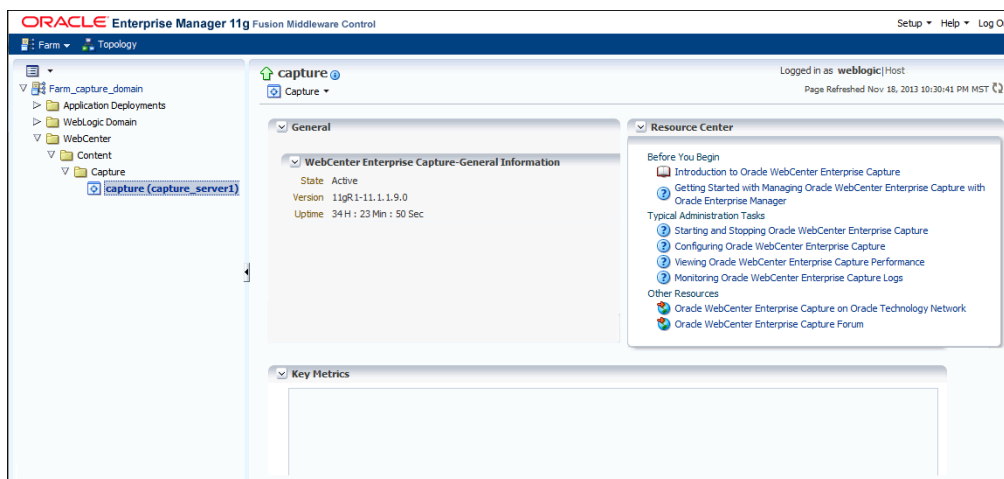 ORACLE Enterprise Manager 11g Fusion Middleware Control
Setup Help Log O
Farm Topology
Farm_capture_domain
Application Deployments
WebLogic Domain
WebCenter
Content
Capture
capture (capture_server1)
capture
Capture
Logged in as weblogic|Host
Page Refreshed Nov 18, 2013 10:30:41 PM MST
General
WebCenter Enterprise Capture-General Information
State Active
Version 11gR1-11.1.1.9.0
Uptime 34 H : 23 Min : 50 Sec
Resource Center
Before You Begin
Introduction to Oracle WebCenter Enterprise Capture
Getting Started with Managing Oracle WebCenter Enterprise Capture with
Oracle Enterprise Manager
Typical Administration Tasks
Starting and Stopping Oracle WebCenter Enterprise Capture
Configuring Oracle WebCenter Enterprise Capture
Viewing Oracle WebCenter Enterprise Capture Performance
Monitoring Oracle WebCenter Enterprise Capture Logs
Other Resources
Oracle WebCenter Enterprise Capture on Oracle Technology Network
Oracle WebCenter Enterprise Capture Forum
Key Metrics